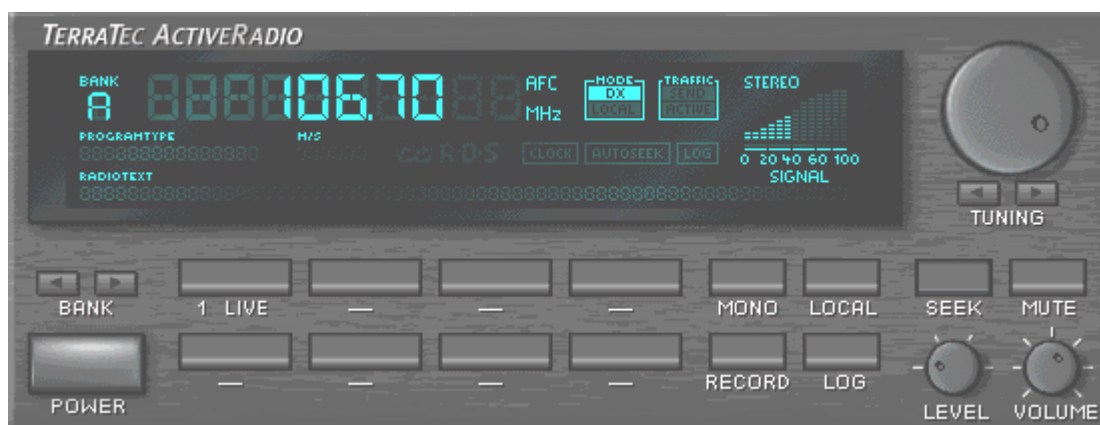 TERRATEC ACTIVERADIO
BANK A 106.70 AFC MHz
MODE DX LOCAL
TRAFFIC SEND ACTIVE
STEREO
PROGRAMTYPE M/S
R·D·S CLOCK AUTOSEEK LOG
0 20 40 60 100
SIGNAL
RADIOTEXT
TUNING
BANK 1 LIVE — — — MONO LOCAL SEEK MUTE
— — — — RECORD LOG
POWER LEVEL VOLUME